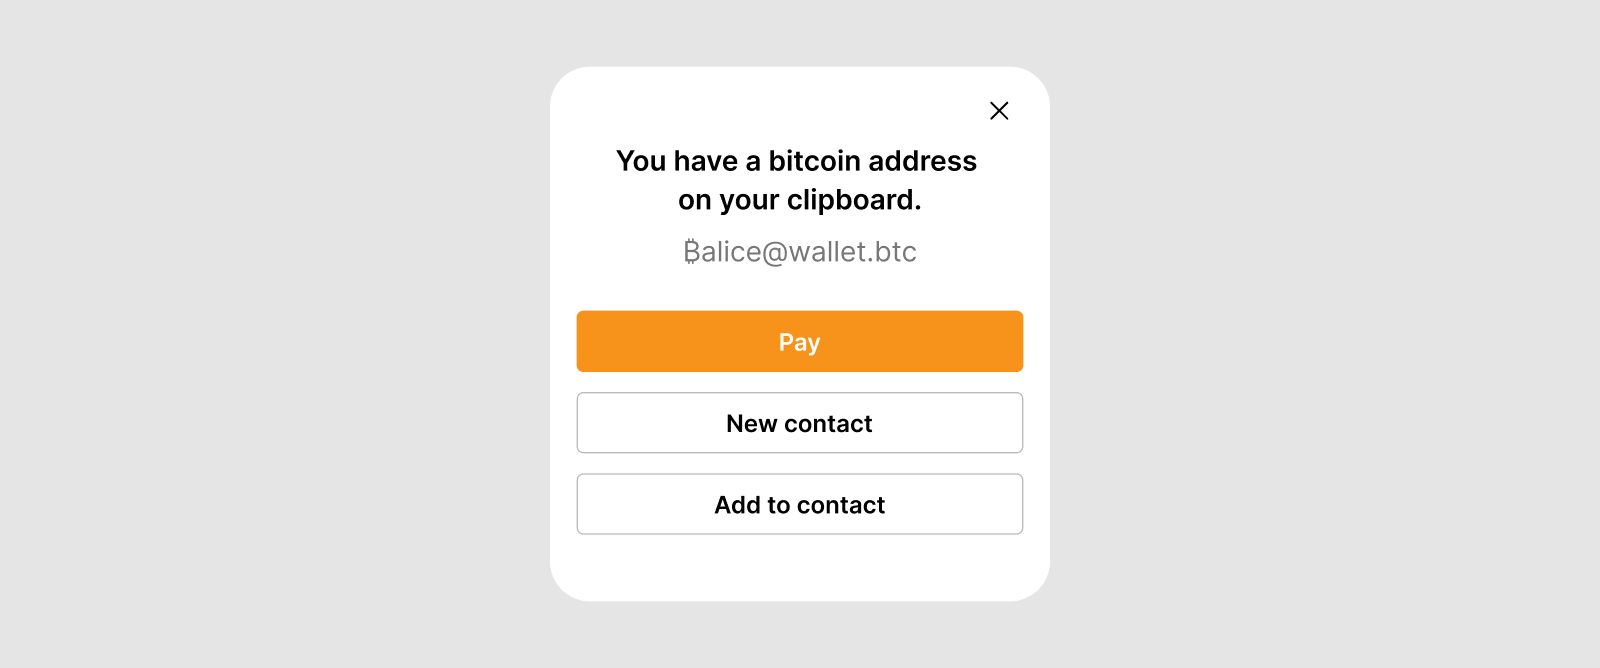 You have a bitcoin address
on your clipboard.
₿alice@wallet.btc
Pay
New contact
Add to contact